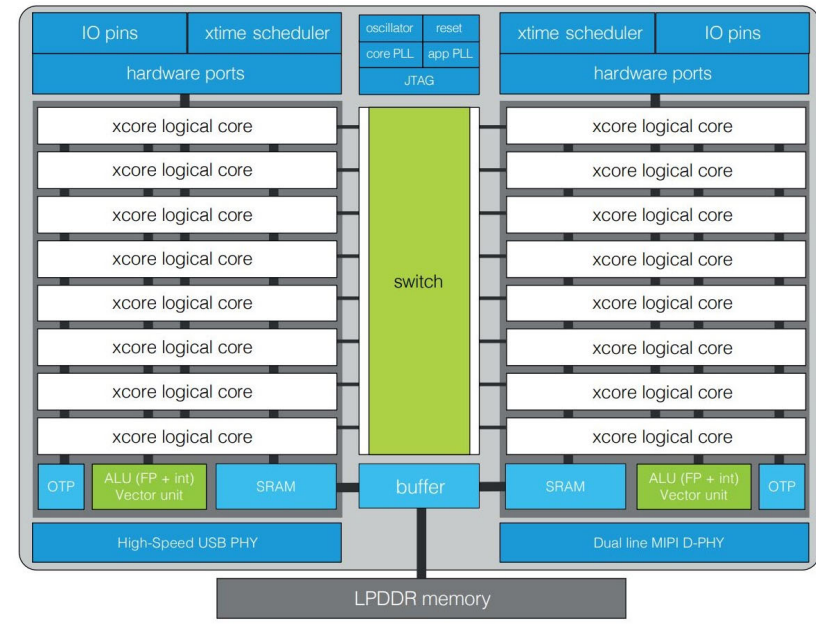 IO pins
xtime scheduler
oscillator
reset
xtime scheduler
IO pins
core PLL
app PLL
hardware ports
JTAG
hardware ports
xcore logical core
xcore logical core
xcore logical core
xcore logical core
xcore logical core
xcore logical core
xcore logical core
xcore logical core
switch
xcore logical core
xcore logical core
xcore logical core
xcore logical core
xcore logical core
xcore logical core
xcore logical core
xcore logical core
OTP
ALU (FP + int)
Vector unit
SRAM
buffer
SRAM
ALU (FP + int)
Vector unit
OTP
High-Speed USB PHY
Dual line MIPI D-PHY
LPDDR memory